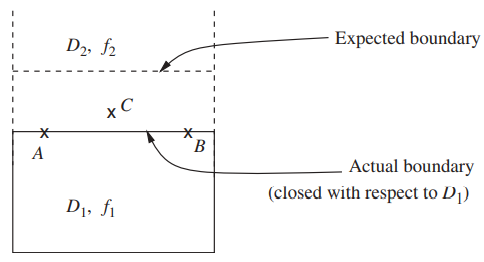 D₂, f₂
Expected boundary
x C
x x
A B
Actual boundary
(closed with respect to D₁)
D₁, f₁